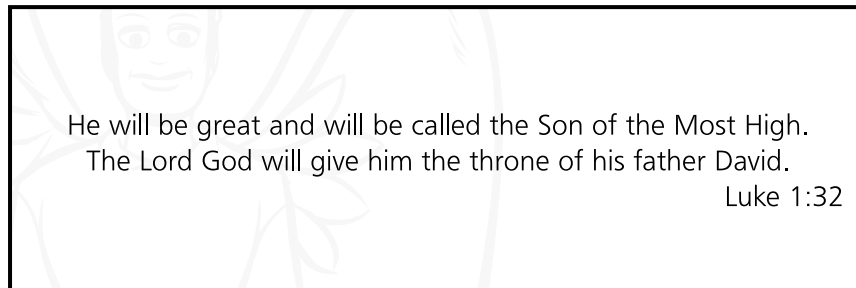 He will be great and will be called the Son of the Most High.
The Lord God will give him the throne of his father David.
Luke 1:32